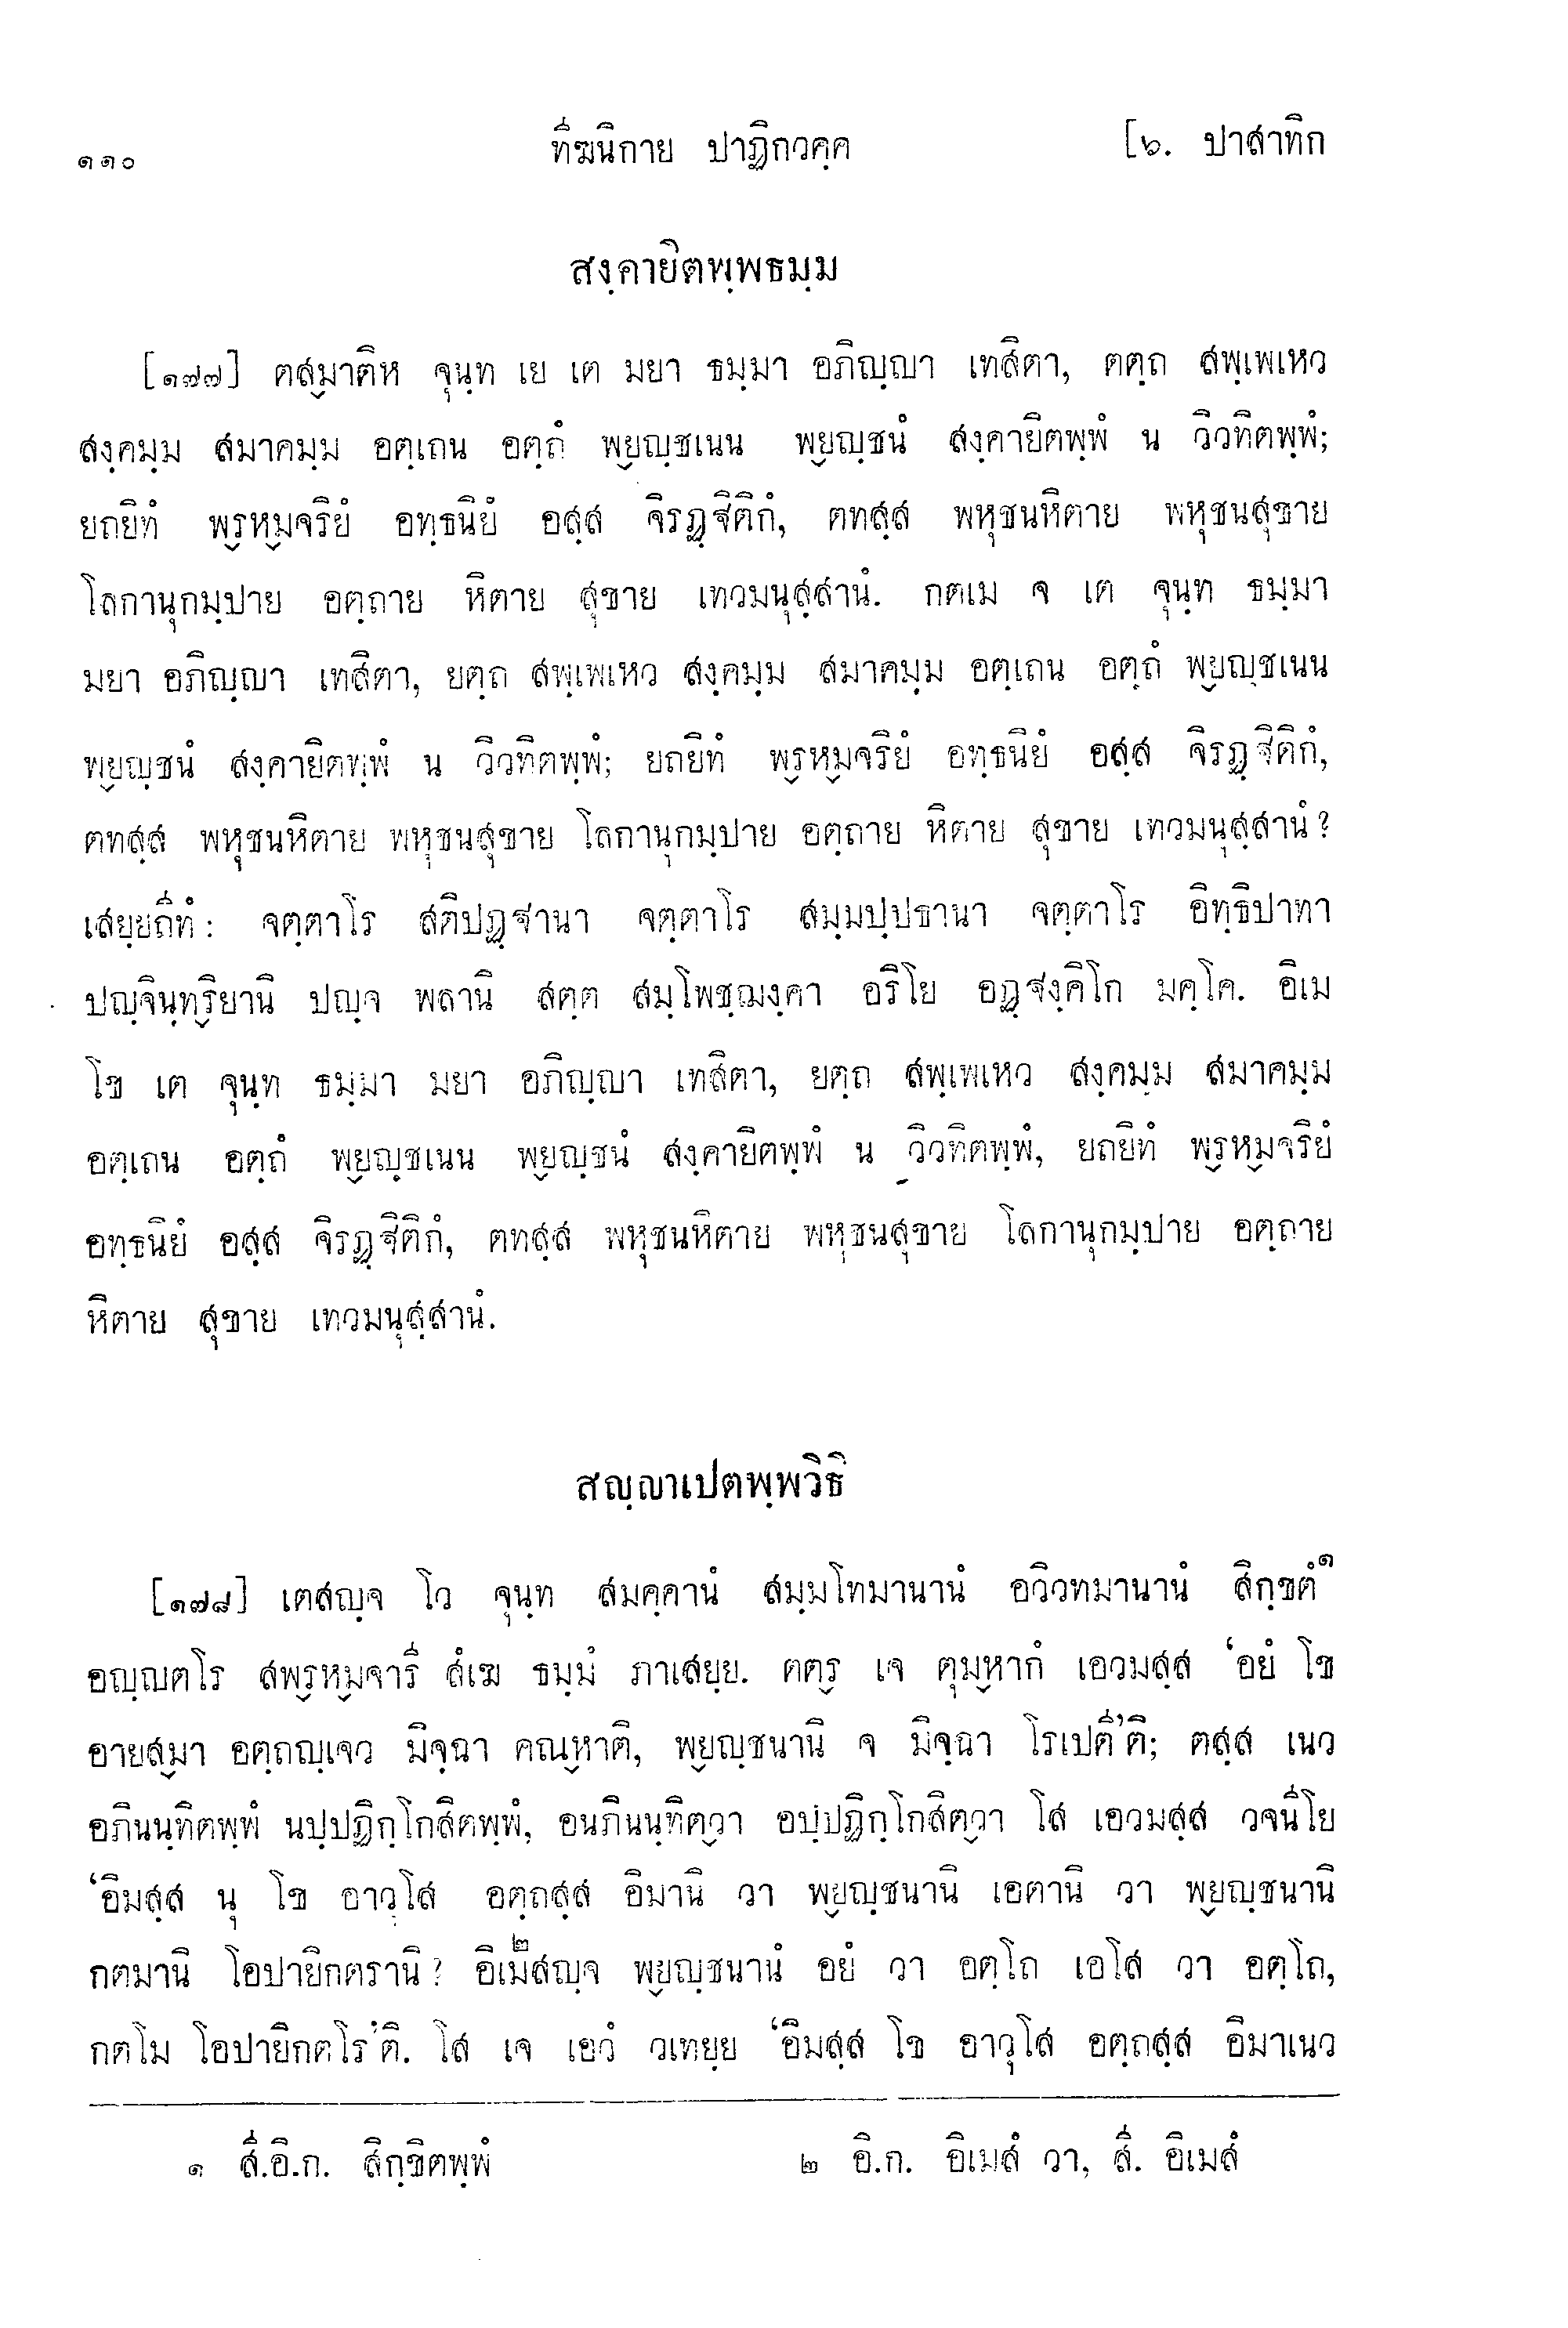 ๑๑๐ ทีฆนิกาย ปาฏิกวคฺค [๖. ปาสาทิก
สงฺคายิตพฺพธมฺม
[๑๗๗] ตสฺมาติห จุนฺท เย เต มยา ธมฺมา อภิญฺญา เทสิตา, ตตฺถ สพฺเพเหว
สงฺคมฺม สมาคมฺม อตฺเถน อตฺถํ พฺยญฺชเนน พฺยญฺชนํ สงฺคายิตพฺพํ น วิวทิตพฺพํ;
ยถยิทํ พฺรหฺมจริยํ อทฺธนิยํ อสฺส จิรฏฺฐิติกํ, ตทสฺส พหุชนหิตาย พหุชนสุขาย
โลกานุกมฺปาย อตฺถาย หิตาย สุขาย เทวมนุสฺสานํ. กตเม จ เต จุนฺท ธมฺมา
มยา อภิญฺญา เทสิตา, ยตฺถ สพฺเพเหว สงฺคมฺม สมาคมฺม อตฺเถน อตฺถํ พฺยญฺชเนน
พฺยญฺชนํ สงฺคายิตพฺพํ น วิวทิตพฺพํ; ยถยิทํ พฺรหฺมจริยํ อทฺธนิยํ อสฺส จิรฏฺฐิติกํ,
ตทสฺส พหุชนหิตาย พหุชนสุขาย โลกานุกมฺปาย อตฺถาย หิตาย สุขาย เทวมนุสฺสานํ?
เสยฺยถีทํ: จตฺตาโร สติปฏฺฐานา จตฺตาโร สมฺมปฺปธานา จตฺตาโร อิทฺธิปาทา
ปญฺจินฺทฺริยานิ ปญฺจ พลานิ สตฺต สมฺโพชฺฌงฺคา อริโย อฏฺฐงฺคิโก มคฺโค. อิเม
โข เต จุนฺท ธมฺมา มยา อภิญฺญา เทสิตา, ยตฺถ สพฺเพเหว สงฺคมฺม สมาคมฺม
อตฺเถน อตฺถํ พฺยญฺชเนน พฺยญฺชนํ สงฺคายิตพฺพํ น วิวทิตพฺพํ, ยถยิทํ พฺรหฺมจริยํ
อทฺธนิยํ อสฺส จิรฏฺฐิติกํ, ตทสฺส พหุชนหิตาย พหุชนสุขาย โลกานุกมฺปาย อตฺถาย
หิตาย สุขาย เทวมนุสฺสานํ.
สญฺญาเปตพฺพวิธิ
[๑๗๘] เตสญฺจ โว จุนฺท สมคฺคานํ สมฺมโทมานานํ อวิวทมานานํ สิกฺขตํ๑
อญฺญตโร สพฺรหฺมจารี สํเฆ ธมฺมํ ภาเสยฺย. ตตฺร เจ ตุมฺหากํ เอวมสฺส ‘อยํ โข
อายสฺมา อตฺถญฺเจว มิจฺฉา คณฺหาติ, พฺยญฺชนานิ จ มิจฺฉา โรเปตี’ติ; ตสฺส เนว
อภินนฺทิตพฺพํ นปฺปฏิกฺโกสิตพฺพํ, อนภินนฺทิตฺวา อปฺปฏิกฺโกสิตฺวา โส เอวมสฺส วจนีโย
‘อิมสฺส นุ โข อาวุโส อตฺถสฺส อิมานิ วา พฺยญฺชนานิ เอตานิ วา พฺยญฺชนานิ
กตมานิ โอปายิกตรานิ? อิเมสญฺจ๒ พฺยญฺชนานํ อยํ วา อตฺโถ เอโส วา อตฺโถ,
กตโม โอปายิกตโร’ติ. โส เจ เอวํ วเทยฺย ‘อิมสฺส โข อาวุโส อตฺถสฺส อิมาเนว
๑ สี.อิ.ก. สิกฺขิตพฺพํ ๒ อิ.ก. อิเมสํ วา, สี. อิเมสํ